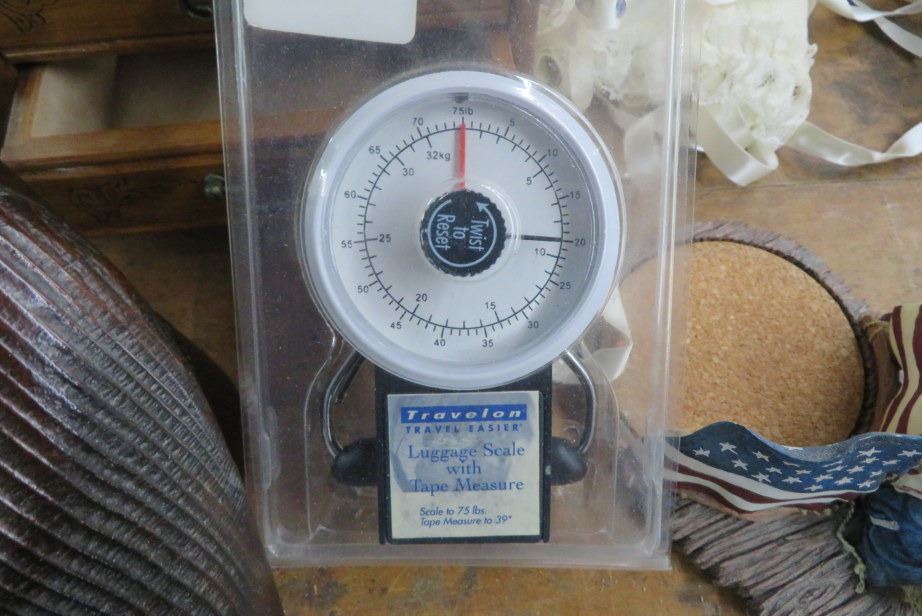 75lb
5
10
15
20
25
30
35
40
45
50
55
60
65
70
32kg
5
10
15
20
25
30
Twist
to
Reset
Travelon
TRAVEL EASIER
Luggage Scale
with
Tape Measure
Scale to 75 lbs.
Tape Measure to 39"